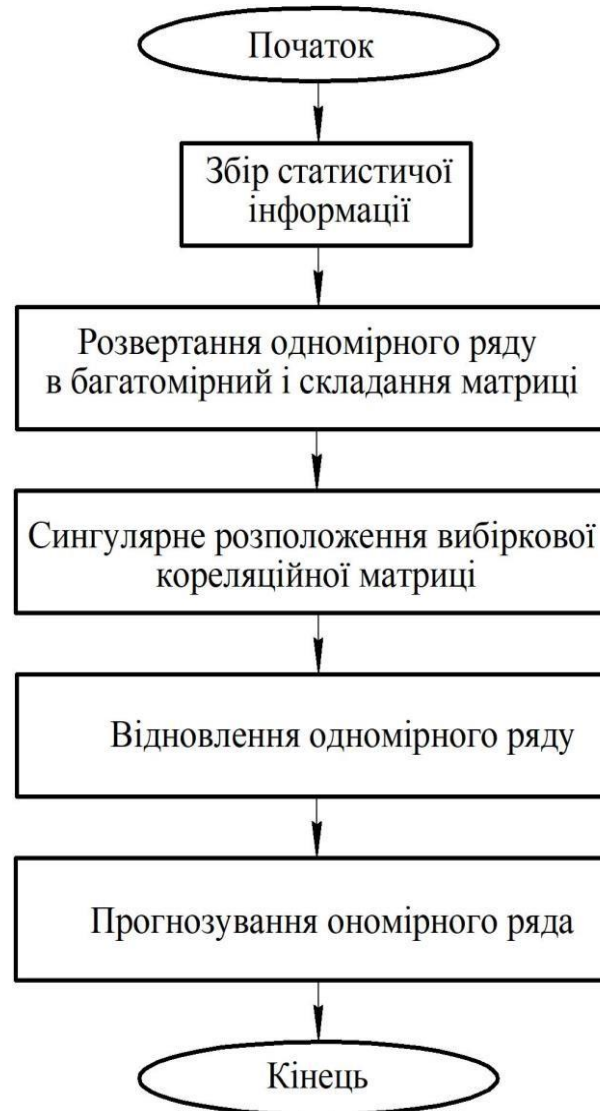 Початок
Збір статистичої
інформації
Розвертання одномірного ряду
в багатомірний і складання матриці
Сингулярне розположення вибіркової
кореляційної матриці
Відновлення одномірного ряду
Прогнозування ономірного ряда
Кінець